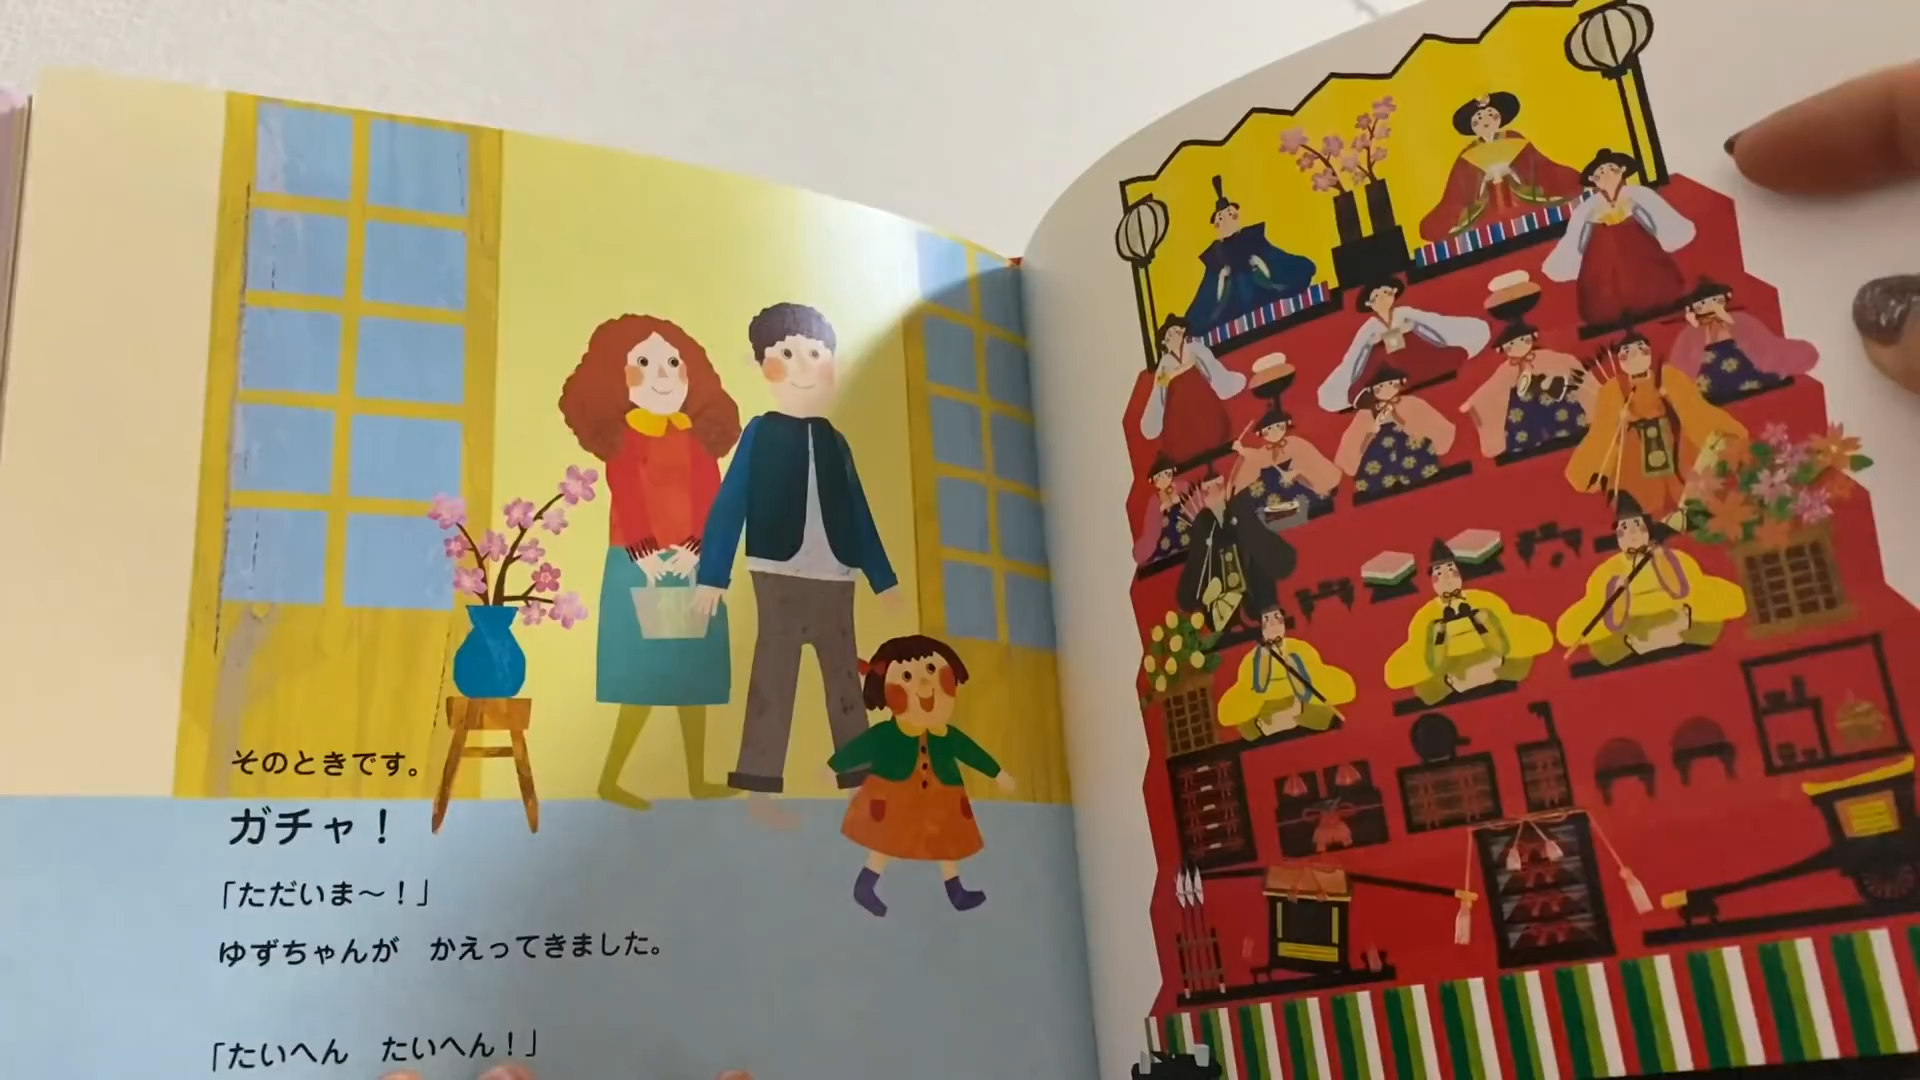 そのときです。
ガチャ!
「ただいま〜!」
ゆずちゃんが かえってきました。
「たいへん たいへん!」